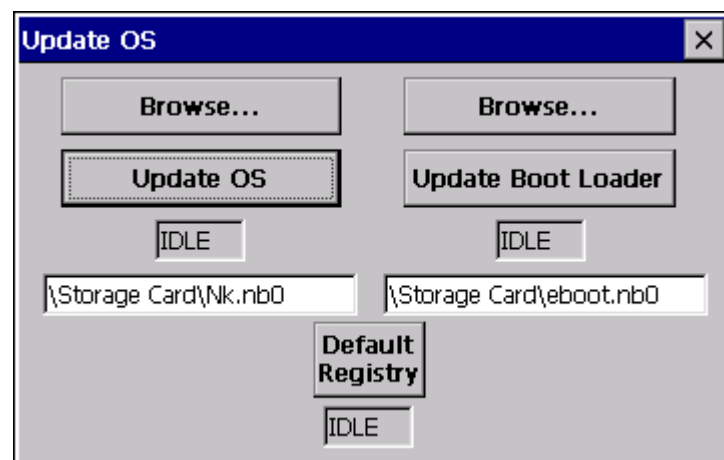 Update OS
Browse...
Browse...
Update OS
Update Boot Loader
IDLE
IDLE
\Storage Card\Nk.nb0
\Storage Card\eboot.nb0
Default
Registry
IDLE